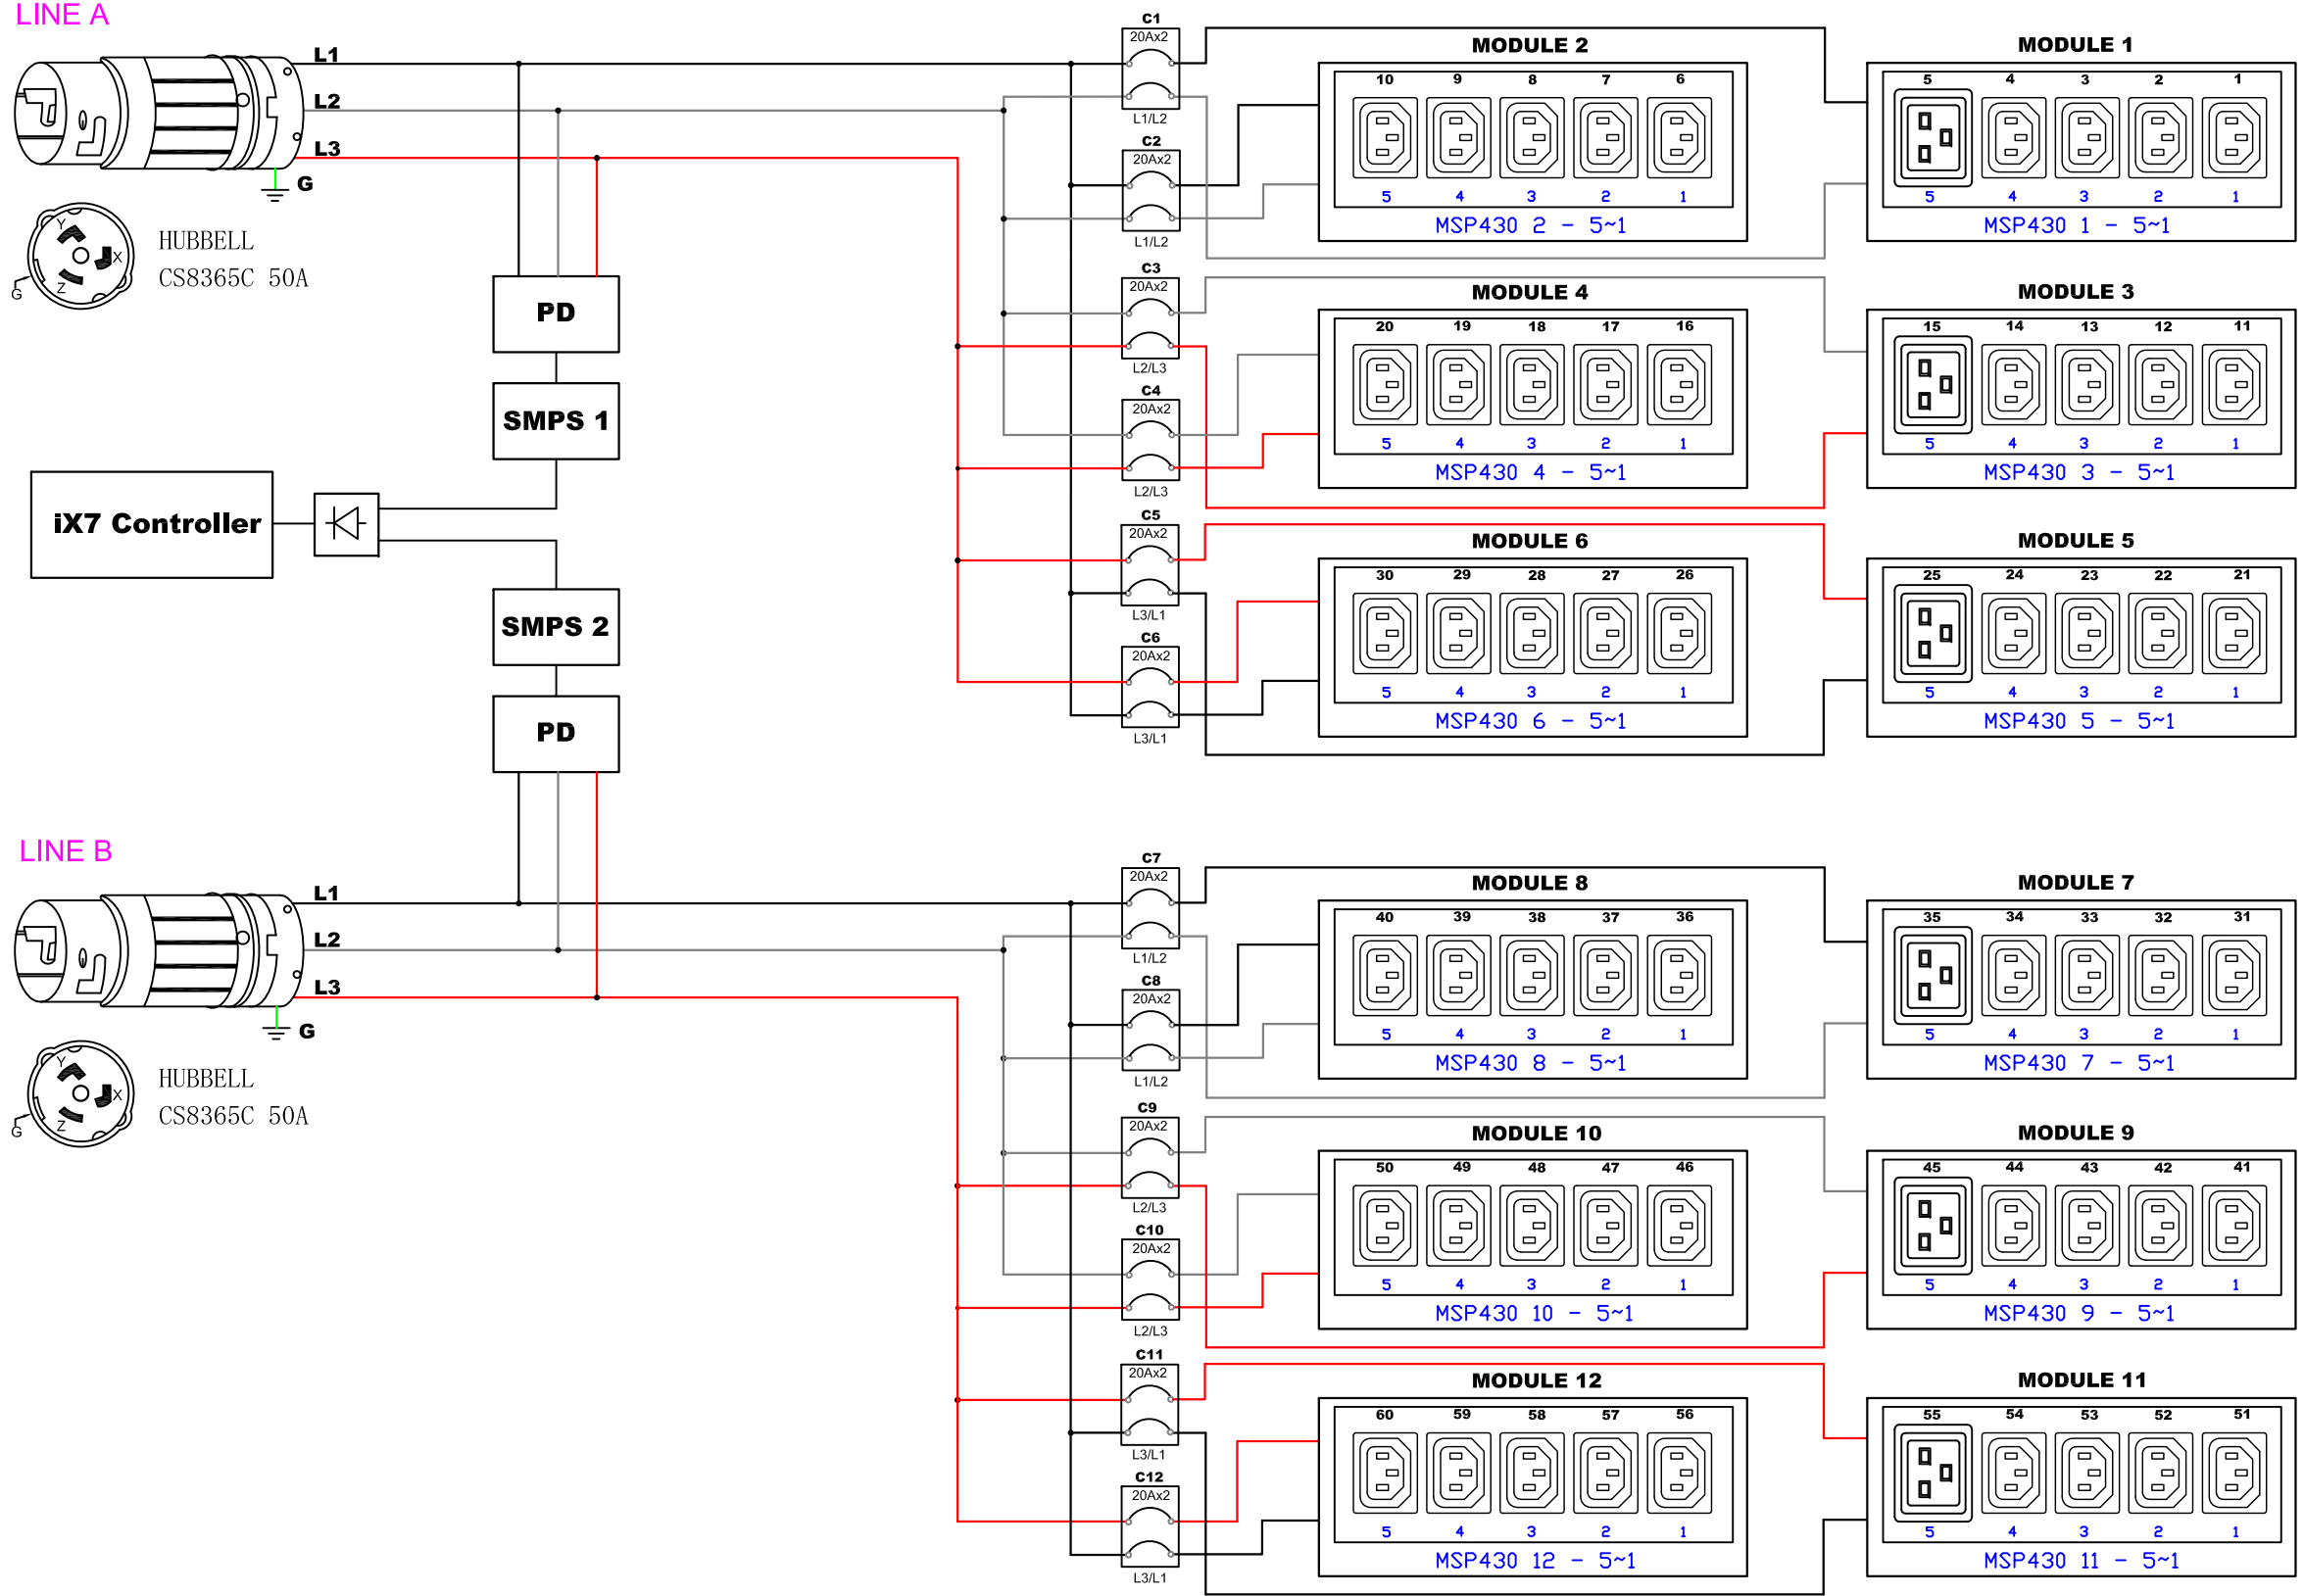 LINE A
L1
L2
L3
G
Y
X
Z
G
HUBBELL
CS8365C 50A
PD
SMPS 1
iX7 Controller
SMPS 2
PD
C1
20Ax2
L1/L2
C2
20Ax2
L1/L2
C3
20Ax2
L2/L3
C4
20Ax2
L2/L3
C5
20Ax2
L3/L1
C6
20Ax2
L3/L1
MODULE 2
10 9 8 7 6
5 4 3 2 1
MSP430 2 - 5~1
MODULE 1
5 4 3 2 1
5 4 3 2 1
MSP430 1 - 5~1
MODULE 4
20 19 18 17 16
5 4 3 2 1
MSP430 4 - 5~1
MODULE 3
15 14 13 12 11
5 4 3 2 1
MSP430 3 - 5~1
MODULE 6
30 29 28 27 26
5 4 3 2 1
MSP430 6 - 5~1
MODULE 5
25 24 23 22 21
5 4 3 2 1
MSP430 5 - 5~1
LINE B
L1
L2
L3
G
Y
X
Z
G
HUBBELL
CS8365C 50A
C7
20Ax2
L1/L2
C8
20Ax2
L1/L2
C9
20Ax2
L2/L3
C10
20Ax2
L2/L3
C11
20Ax2
L3/L1
C12
20Ax2
L3/L1
MODULE 8
40 39 38 37 36
5 4 3 2 1
MSP430 8 - 5~1
MODULE 7
35 34 33 32 31
5 4 3 2 1
MSP430 7 - 5~1
MODULE 10
50 49 48 47 46
5 4 3 2 1
MSP430 10 - 5~1
MODULE 9
45 44 43 42 41
5 4 3 2 1
MSP430 9 - 5~1
MODULE 12
60 59 58 57 56
5 4 3 2 1
MSP430 12 - 5~1
MODULE 11
55 54 53 52 51
5 4 3 2 1
MSP430 11 - 5~1